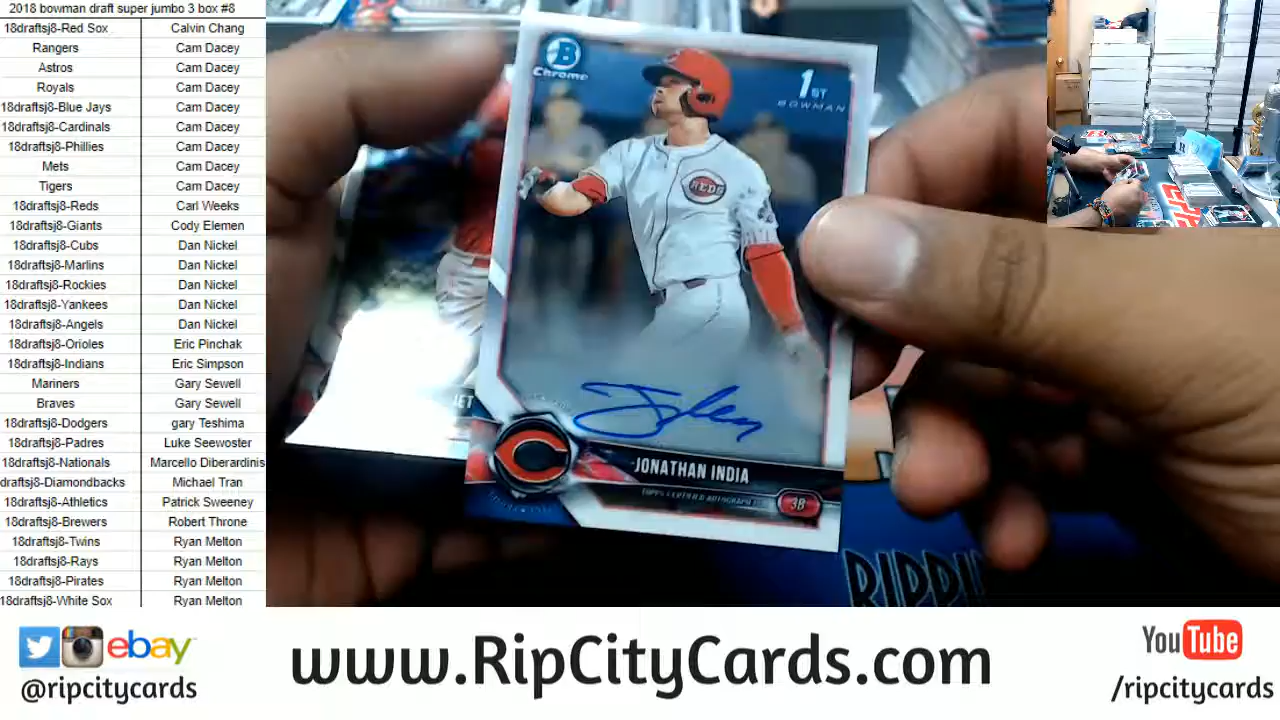 2018 bowman draft super jumbo 3 box #8
18draftsj8-Red Sox Calvin Chang
Rangers Cam Dacey
Astros Cam Dacey
Royals Cam Dacey
18draftsj8-Blue Jays Cam Dacey
18draftsj8-Cardinals Cam Dacey
18draftsj8-Phillies Cam Dacey
Mets Cam Dacey
Tigers Cam Dacey
18draftsj8-Reds Carl Weeks
18draftsj8-Giants Cody Elemen
18draftsj8-Cubs Dan Nickel
18draftsj8-Marlins Dan Nickel
18draftsj8-Rockies Dan Nickel
18draftsj8-Yankees Dan Nickel
18draftsj8-Angels Dan Nickel
18draftsj8-Orioles Eric Pinchak
18draftsj8-Indians Eric Simpson
Mariners Gary Sewell
Braves Gary Sewell
18draftsj8-Dodgers gary Teshima
18draftsj8-Padres Luke Seewoster
18draftsj8-Nationals Marcello Diberardinis
draftsj8-Diamondbacks Michael Tran
18draftsj8-Athletics Patrick Sweeney
18draftsj8-Brewers Robert Throne
18draftsj8-Twins Ryan Melton
18draftsj8-Rays Ryan Melton
18draftsj8-Pirates Ryan Melton
18draftsj8-White Sox Ryan Melton
B
Chrome
1ST
BOWMAN
REDS
JONATHAN INDIA
TOPPS CERTIFIED AUTOGRAPH
3B
RIPPI
ebay
@ripcitycards
www.RipCityCards.com
YouTube
/ripcitycards